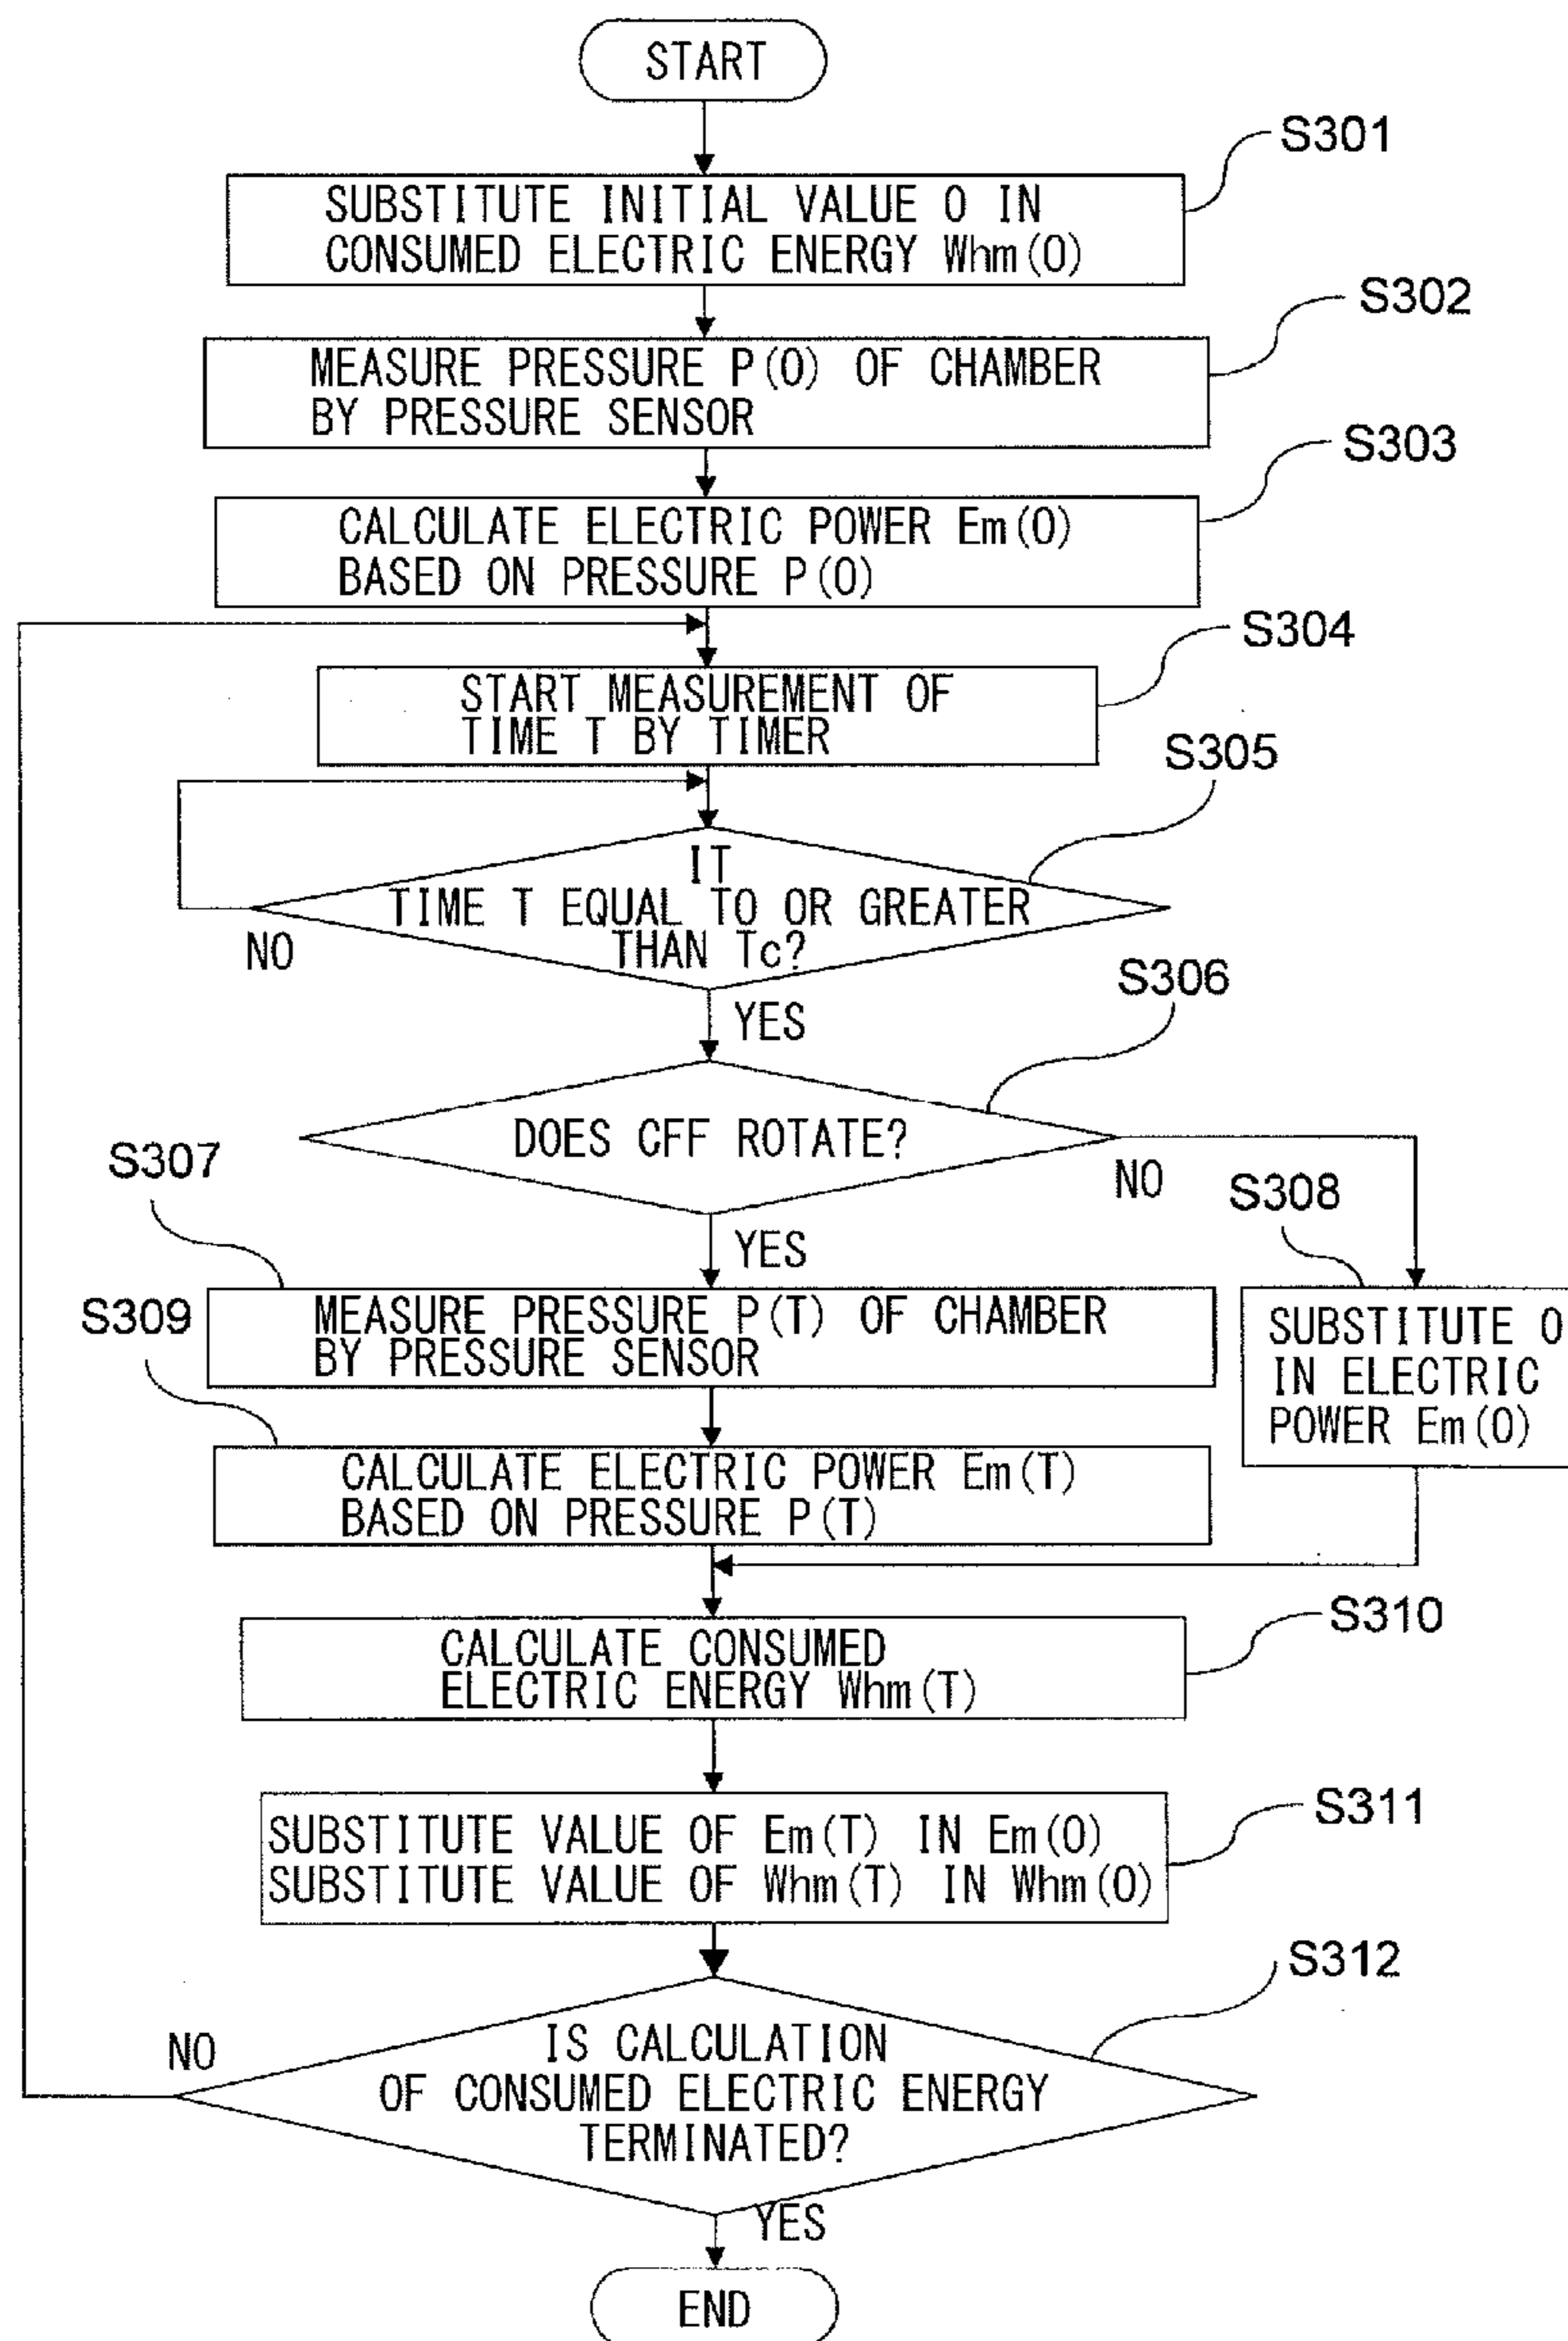 START
S301
SUBSTITUTE INITIAL VALUE 0 IN
CONSUMED ELECTRIC ENERGY Whm(0)
S302
MEASURE PRESSURE P(0) OF CHAMBER
BY PRESSURE SENSOR
S303
CALCULATE ELECTRIC POWER Em(0)
BASED ON PRESSURE P(0)
S304
START MEASUREMENT OF
TIME T BY TIMER
S305
IT
TIME T EQUAL TO OR GREATER
THAN Tc?
NO
YES
S306
DOES CFF ROTATE?
NO
YES
S307
MEASURE PRESSURE P(T) OF CHAMBER
BY PRESSURE SENSOR
S308
SUBSTITUTE 0
IN ELECTRIC
POWER Em(0)
S309
CALCULATE ELECTRIC POWER Em(T)
BASED ON PRESSURE P(T)
S310
CALCULATE CONSUMED
ELECTRIC ENERGY Whm(T)
S311
SUBSTITUTE VALUE OF Em(T) IN Em(0)
SUBSTITUTE VALUE OF Whm(T) IN Whm(0)
S312
NO
IS CALCULATION
OF CONSUMED ELECTRIC ENERGY
TERMINATED?
YES
END